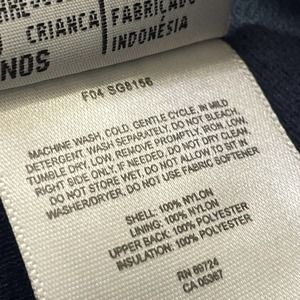 CRIANÇA
FABRICADO
INDONÉSIA
NOS
F04 SG8156
MACHINE WASH, COLD, GENTLE CYCLE, IN MILD
DETERGENT, WASH SEPARATELY, DO NOT BLEACH,
TUMBLE DRY, LOW, REMOVE PROMPTLY, IRON, LOW,
RIGHT SIDE ONLY, IF NEEDED, DO NOT DRY CLEAN,
DO NOT STORE WET, DO NOT ALLOW TO SIT IN
WASHER/DRYER, DO NOT USE FABRIC SOFTENER
SHELL: 100% NYLON
LINING: 100% NYLON
UPPER BACK: 100% POLYESTER
INSULATION: 100% POLYESTER
RN 88724
CA 05367